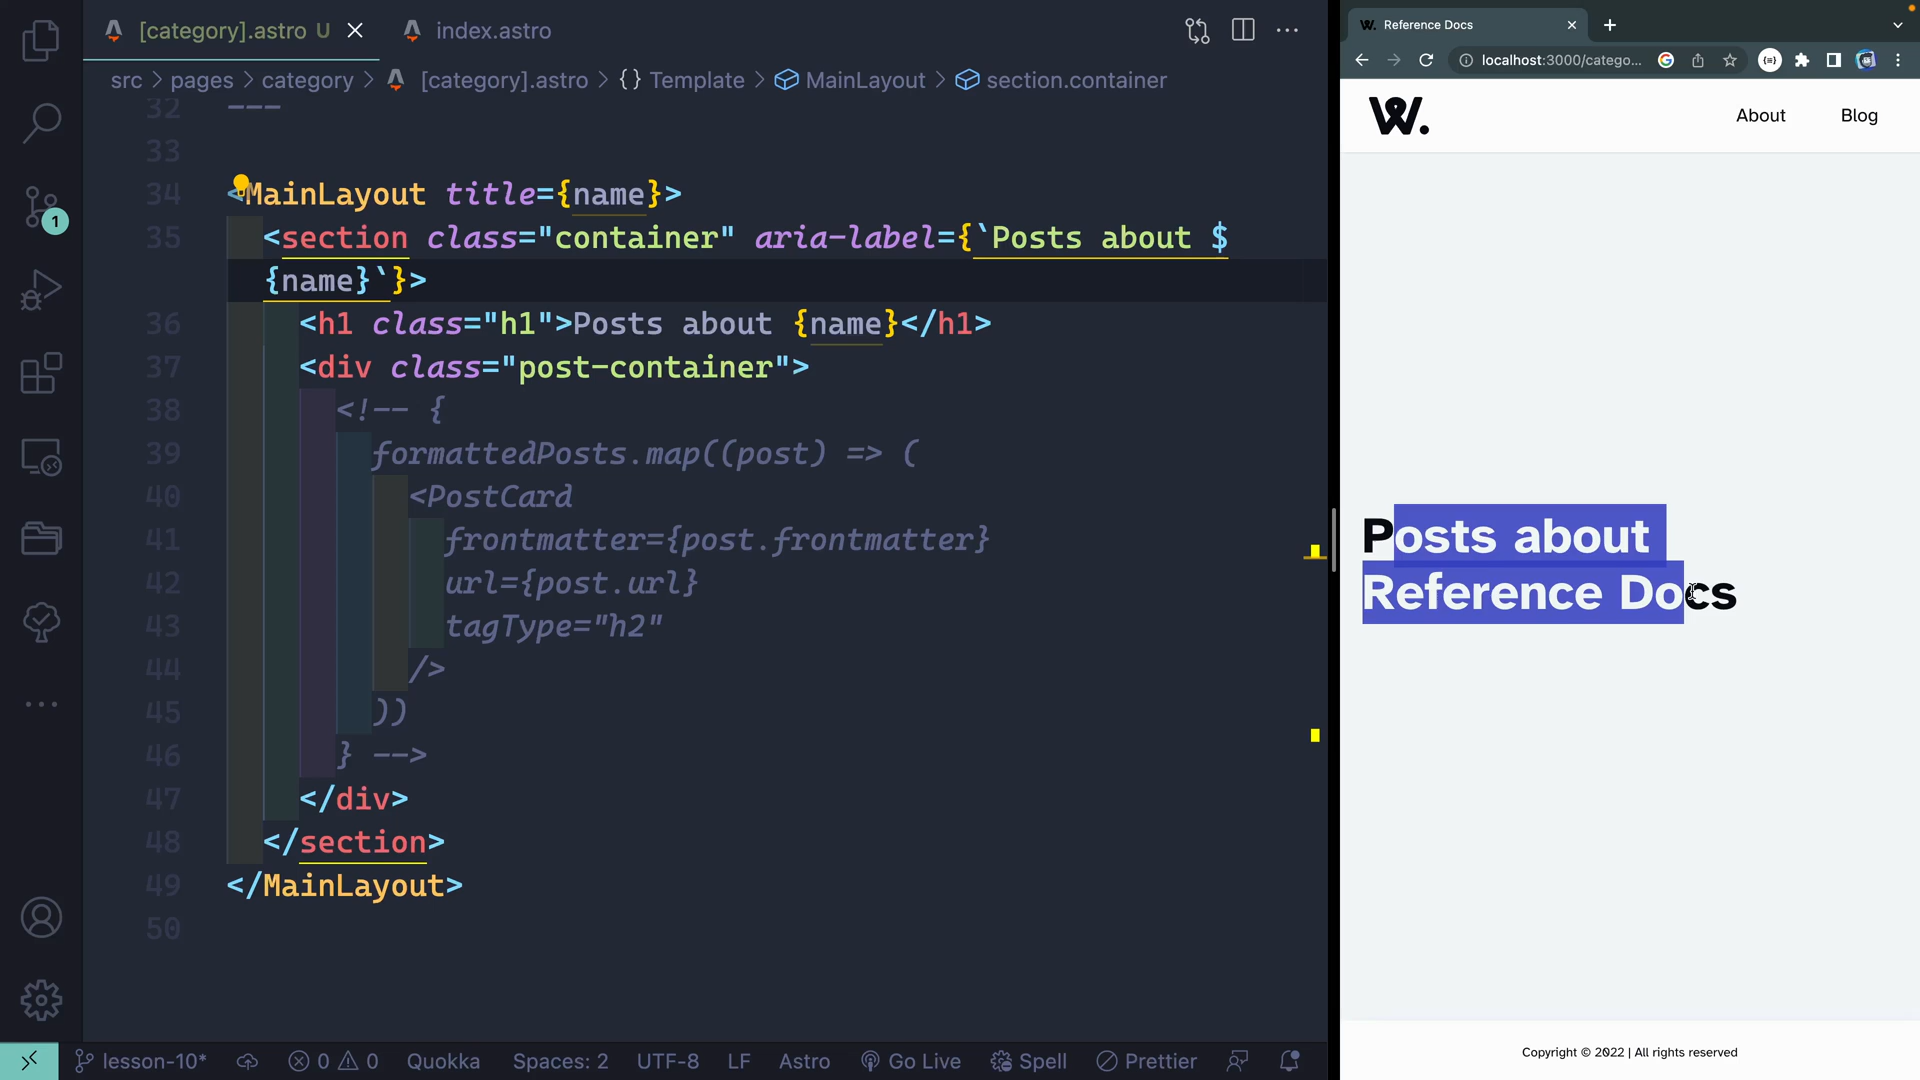 [category].astro U
index.astro
src > pages > category > [category].astro > {} Template > MainLayout > section.container
32 ---
33
34 <MainLayout title={name}>
35 <section class="container" aria-label={`Posts about $
{name}`}>
36 <h1 class="h1">Posts about {name}</h1>
37 <div class="post-container">
38 <!-- {
39 formattedPosts.map((post) => (
40 <PostCard
41 frontmatter={post.frontmatter}
42 url={post.url}
43 tagType="h2"
44 />
45 ))
46 } -->
47 </div>
48 </section>
49 </MainLayout>
50
1
lesson-10* 0 0 Quokka Spaces: 2 UTF-8 LF Astro Go Live Spell Prettier
Reference Docs
localhost:3000/catego...
W.
About
Blog
Posts about
Reference Docs
Copyright © 2022 | All rights reserved